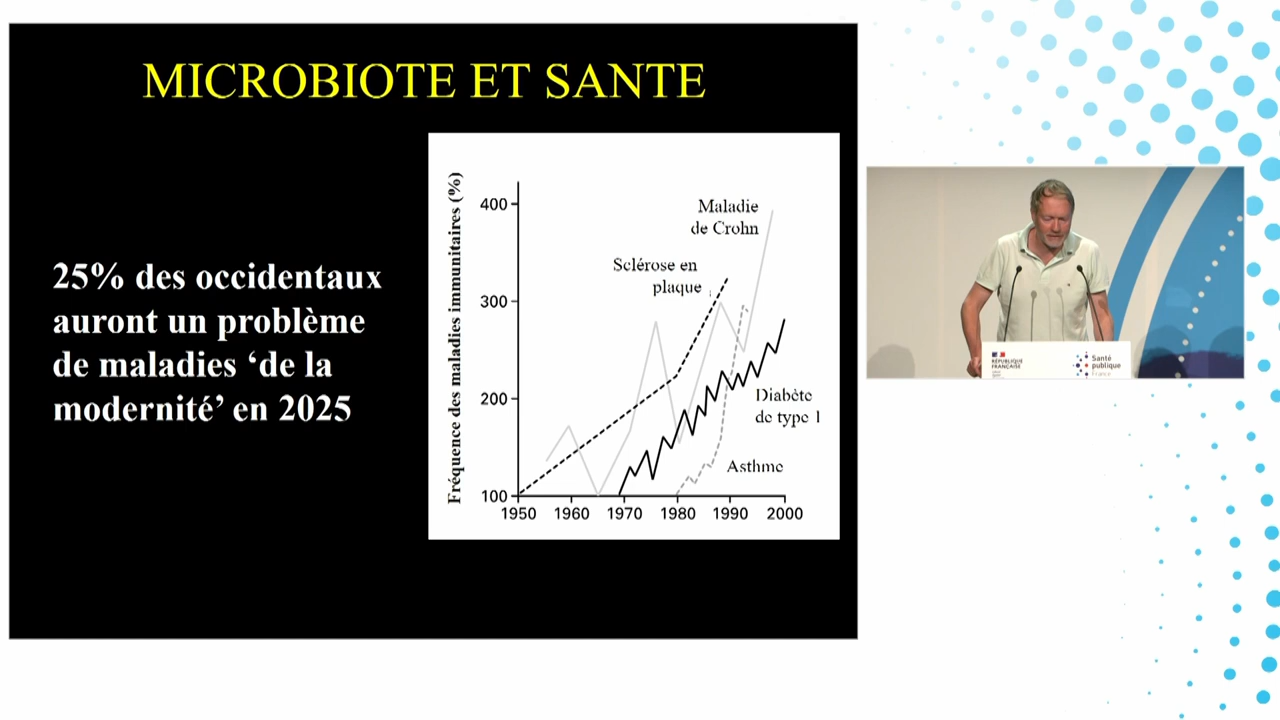 MICROBIOTE ET SANTE
25% des occidentaux
auront un problème
de maladies ‘de la
modernité’ en 2025
Fréquence des maladies immunitaires (%)
400
300
200
100
1950 1960 1970 1980 1990 2000
Maladie
de Crohn
Sclérose en
plaque
Diabète
de type 1
Asthme
RÉPUBLIQUE
FRANÇAISE
Santé
publique
France